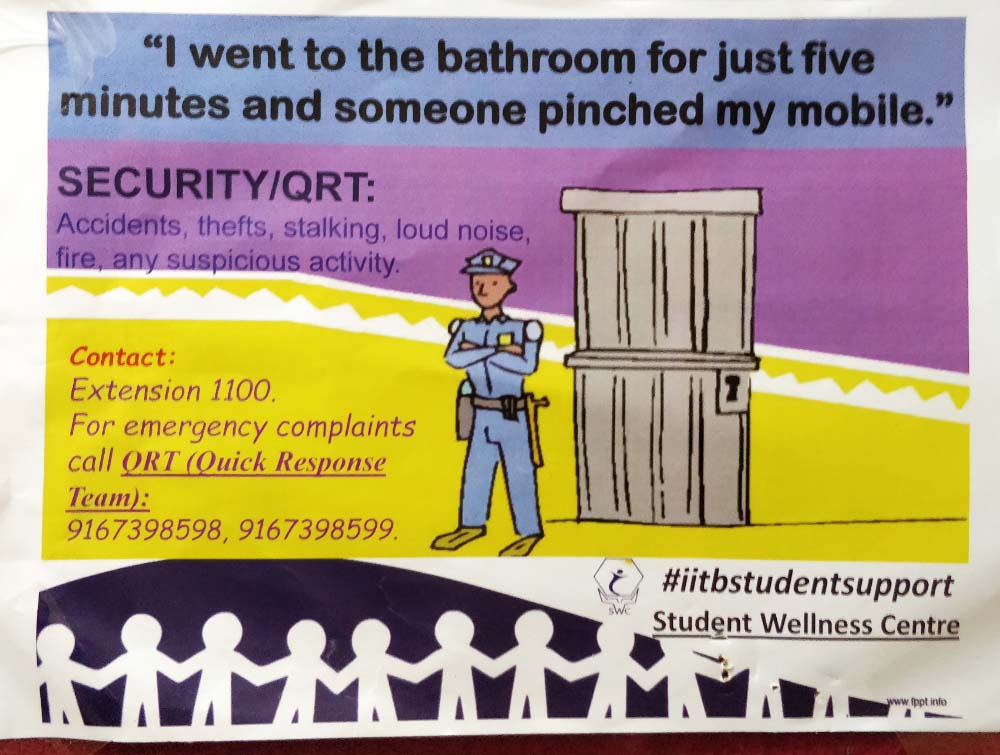 “I went to the bathroom for just five
minutes and someone pinched my mobile.”
SECURITY/QRT:
Accidents, thefts, stalking, loud noise,
fire, any suspicious activity.
Contact:
Extension 1100.
For emergency complaints
call QRT (Quick Response
Team):
9167398598, 9167398599.
#iitbstudentsupport
SWC
Student Wellness Centre
www.fppt.info